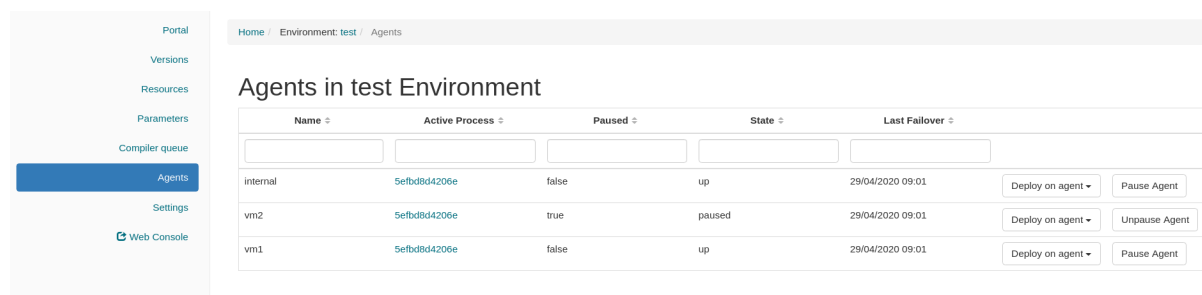 Portal
Versions
Resources
Parameters
Compiler queue
Agents
Settings
Web Console
Home / Environment: test / Agents
Agents in test Environment
Name Active Process Paused State Last Failover
internal 5efbd8d4206e false up 29/04/2020 09:01 Deploy on agent Pause Agent
vm2 5efbd8d4206e true paused 29/04/2020 09:01 Deploy on agent Unpause Agent
vm1 5efbd8d4206e false up 29/04/2020 09:01 Deploy on agent Pause Agent